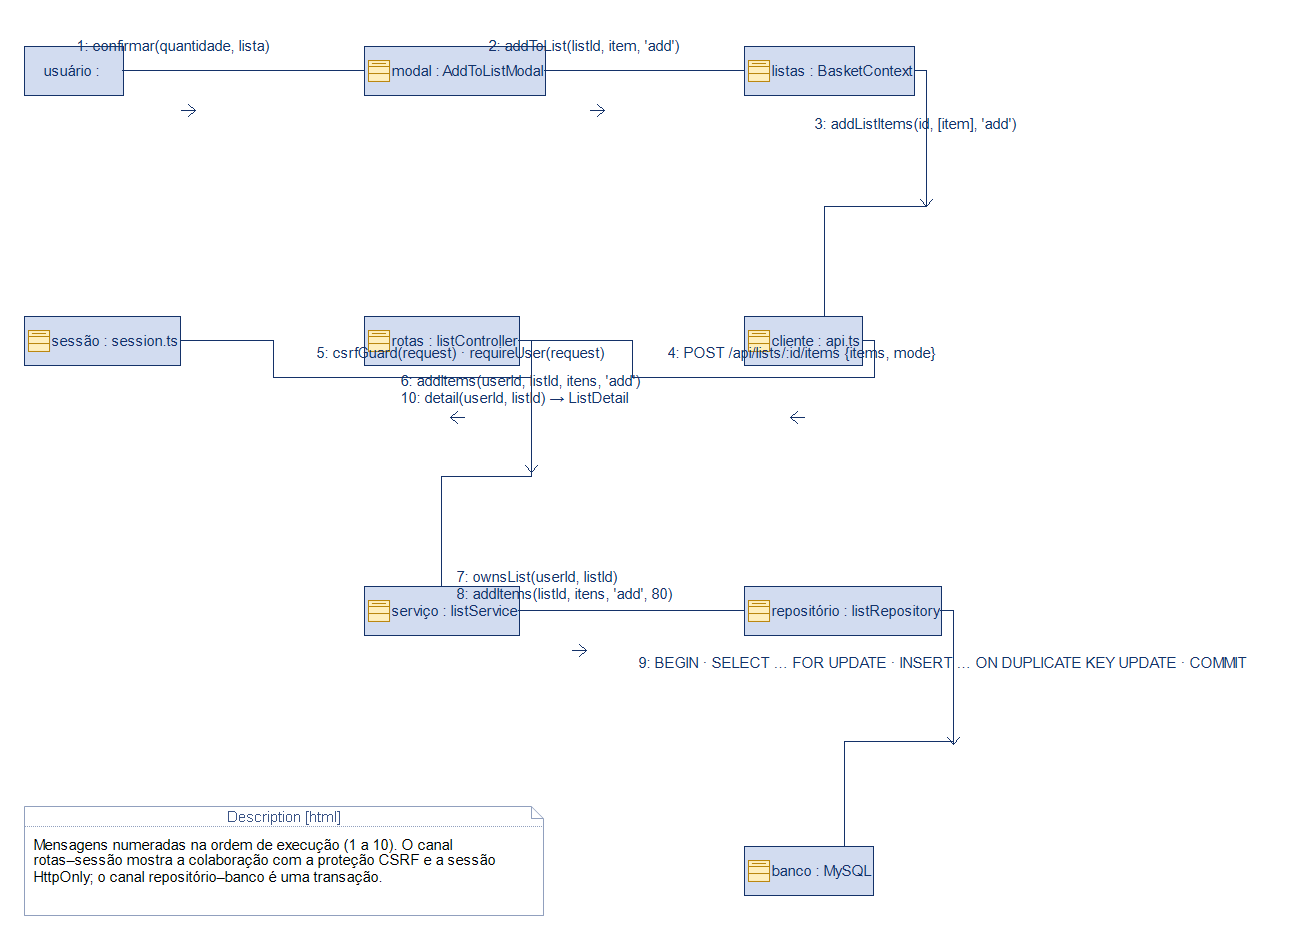 1: confirmar(quantidade, lista)
2: addToList(listId, item, 'add')
usuário :
modal : AddToListModal
listas : BasketContext
3: addListItems(id, [item], 'add')
sessão : session.ts
rotas : listController
cliente : api.ts
5: csrfGuard(request) · requireUser(request)
4: POST /api/lists/:id/items {items, mode}
6: addItems(userId, listId, itens, 'add')
10: detail(userId, listId) → ListDetail
7: ownsList(userId, listId)
8: addItems(listId, itens, 'add', 80)
serviço : listService
repositório : listRepository
9: BEGIN · SELECT … FOR UPDATE · INSERT … ON DUPLICATE KEY UPDATE · COMMIT
Description [html]
Mensagens numeradas na ordem de execução (1 a 10). O canal
rotas–sessão mostra a colaboração com a proteção CSRF e a sessão
HttpOnly; o canal repositório–banco é uma transação.
banco : MySQL